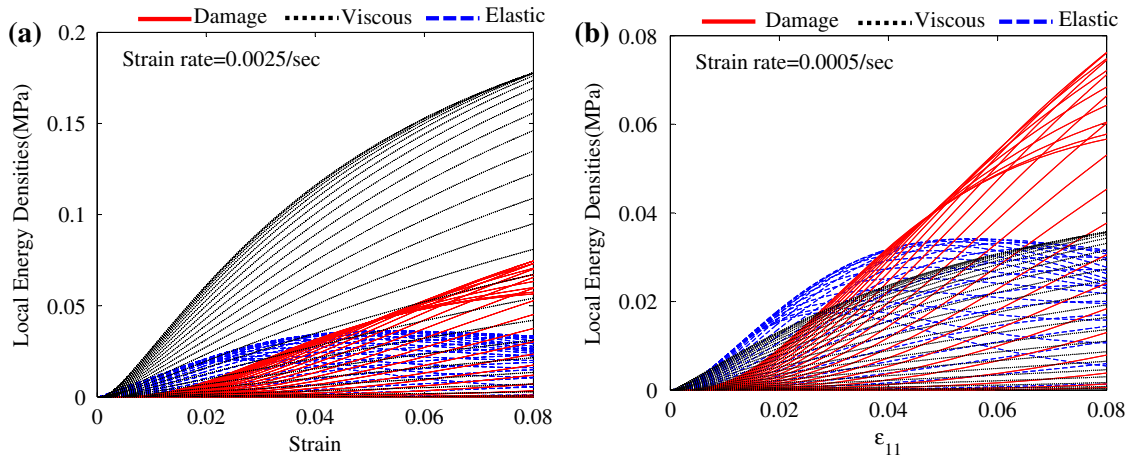 Damage Viscous Elastic
(a)
0.2
0.15
0.1
0.05
0
Local Energy Densities(MPa)
Strain rate=0.0025/sec
0 0.02 0.04 0.06 0.08
Strain
Damage Viscous Elastic
(b)
0.08
0.06
0.04
0.02
0
Local Energy Densities(MPa)
Strain rate=0.0005/sec
0 0.02 0.04 0.06 0.08
ε11